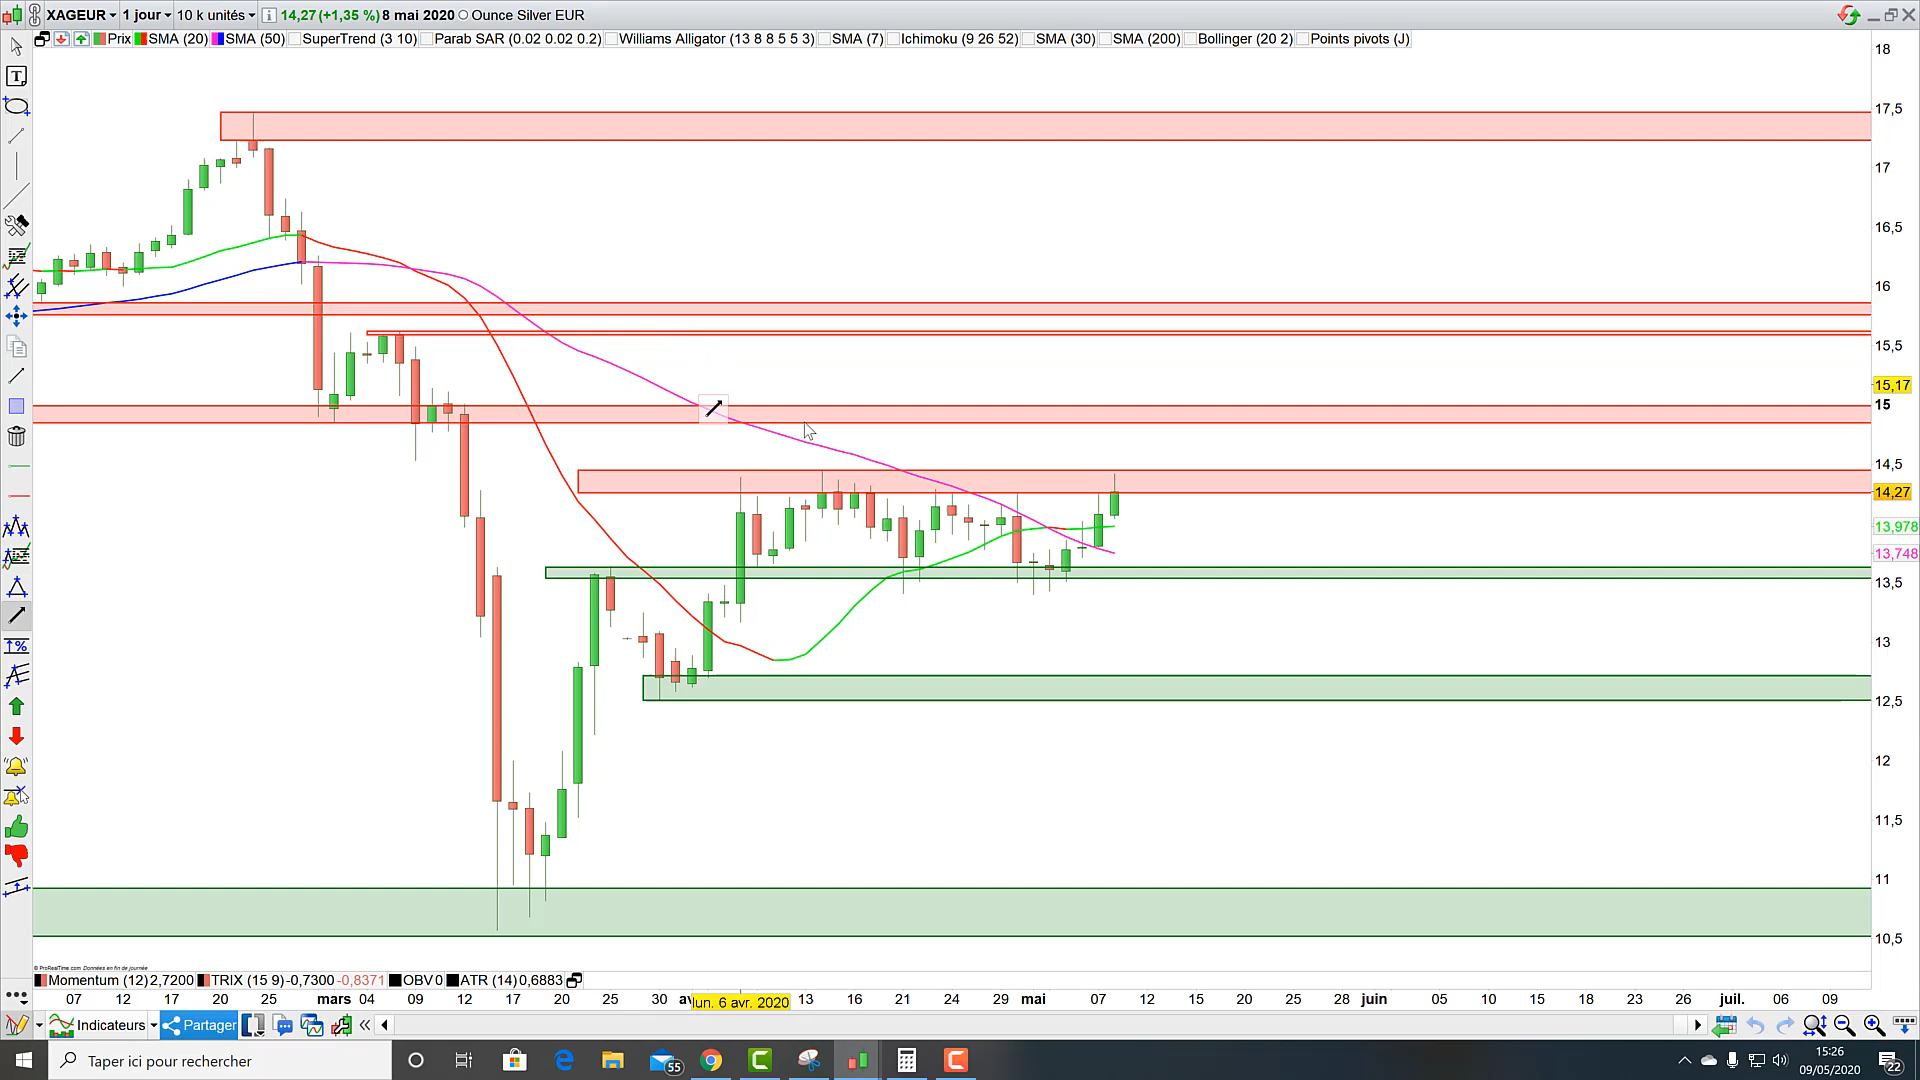 XAGEUR 1 jour 10 k unités i 14,27 (+1,35 %) 8 mai 2020 Ounce Silver EUR
Prix SMA (20) SMA (50) SuperTrend (3 10) Parab SAR (0.02 0.02 0.2) Williams Alligator (13 8 8 5 5 3) SMA (7) Ichimoku (9 26 52) SMA (30) SMA (200) Bollinger (20 2) Points pivots (J)
18
17,5
17
16,5
16
15,5
15,17
15
14,5
14,27
13,978
13,748
13,5
13
12,5
12
11,5
11
10,5
© ProRealTime.com Données en fin de journée
Momentum (12) 2,7200 TRIX (15 9) -0,7300 -0,8371 OBV 0 ATR (14) 0,6883
07 12 17 20 25 mars 04 09 12 17 20 25 30 lun. 6 avr. 2020 13 16 21 24 29 mai 07 12 15 20 25 28 juin 05 10 15 18 23 26 juil. 06 09
Indicateurs Partager
Taper ici pour rechercher 55 15:26
09/05/2020 22